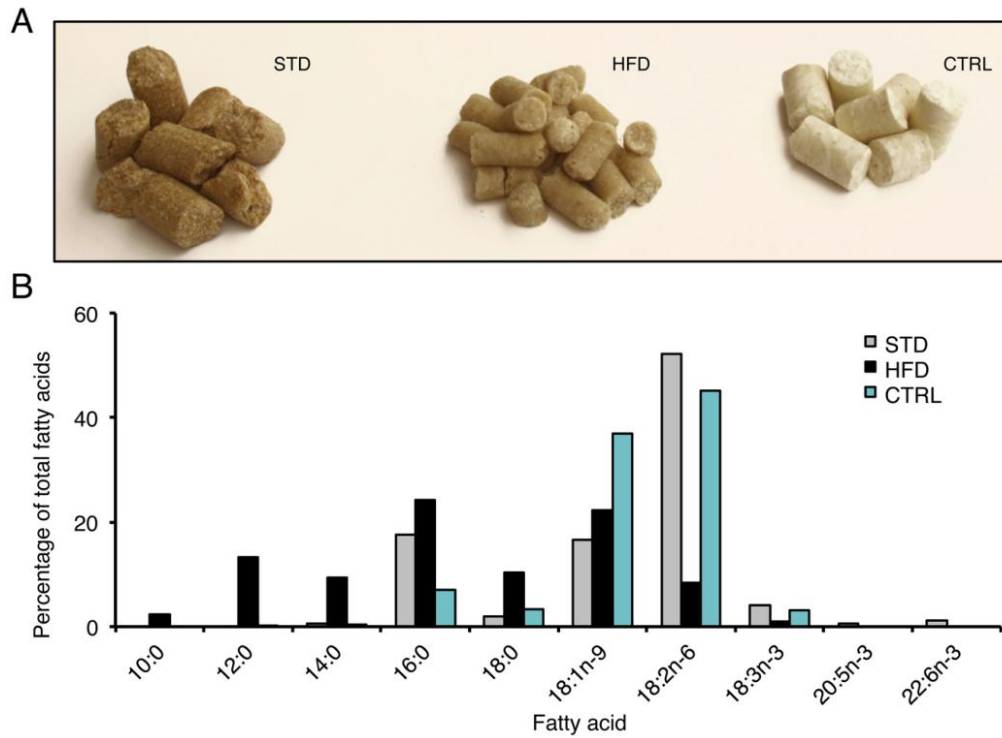 A
STD
HFD
CTRL
B
Percentage of total fatty acids
60
40
20
0
STD
HFD
CTRL
10:0
12:0
14:0
16:0
18:0
18:1n-9
18:2n-6
18:3n-3
20:5n-3
22:6n-3
Fatty acid